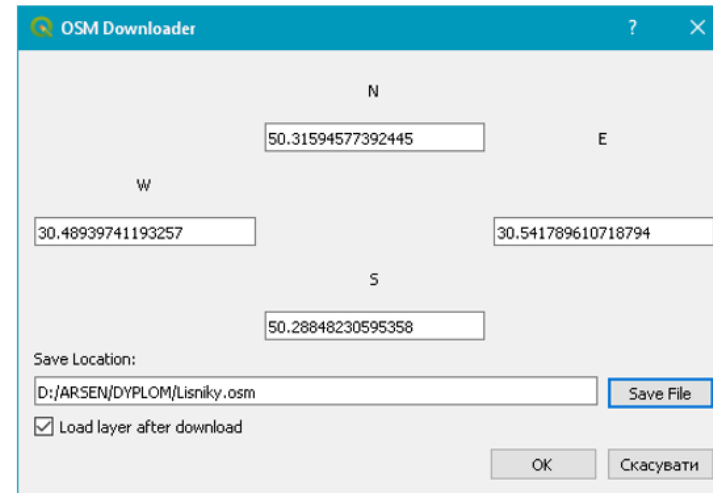 OSM Downloader ? ×
N
50.31594577392445
E
W
30.48939741193257
30.541789610718794
S
50.28848230595358
Save Location:
D:/ARSEN/DYPLOM/Lisniky.osm
Save File
Load layer after download
OK
Скасувати